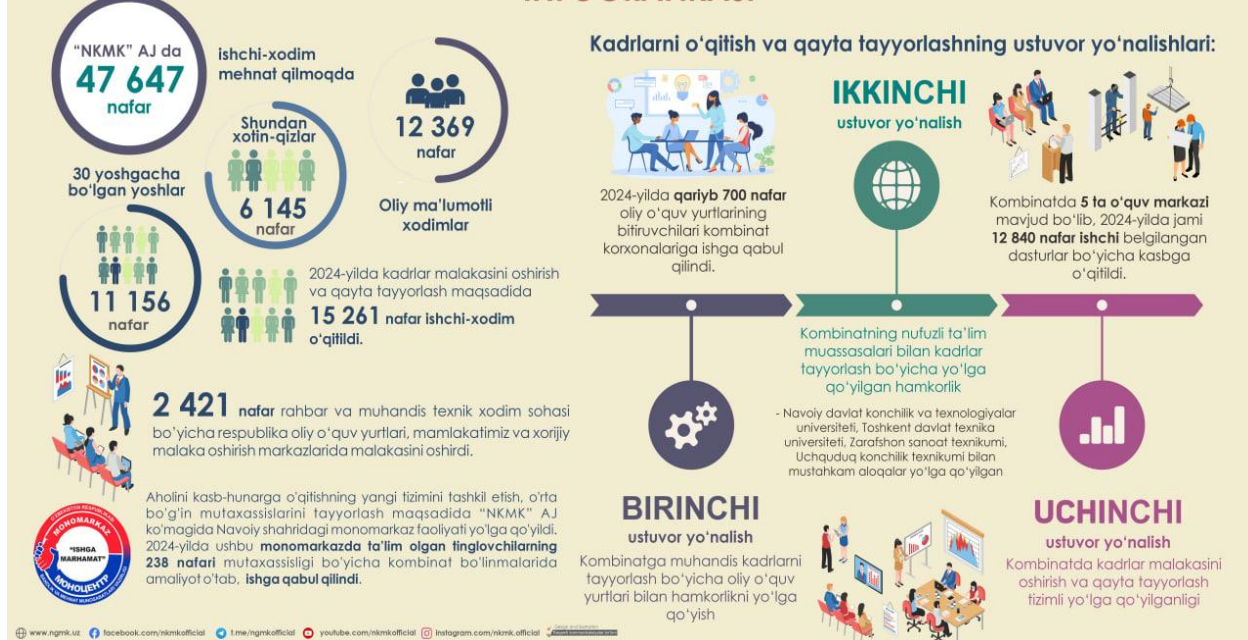 “NKMK” AJ da
47 647
nafar
ishchi-xodim
mehnat qilmoqda
Shundan
xotin-qizlar
6 145
nafar
12 369
nafar
Oliy ma'lumotli
xodimlar
30 yoshgacha
bo‘lgan yoshlar
11 156
nafar
2024-yilda kadrlar malakasini oshirish
va qayta tayyorlash maqsadida
15 261 nafar ishchi-xodim
o‘qitildi.
2 421 nafar rahbar va muhandis texnik xodim sohasi
bo’yicha respublika oliy o’quv yurtlari, mamlakatimiz va xorijiy
malaka oshirish markazlarida malakasini oshirdi.
MONOMARKAZ
“ISHGA
MARHAMAT”
МОНОЦЕНТР
Aholini kasb-hunarga o'qitishning yangi tizimini tashkil etish, o'rta
bo'g'in mutaxassislarini tayyorlash maqsadida “NKMK” AJ
ko'magida Navoiy shahridagi monomarkaz faoliyati yo'lga qo'yildi.
2024-yilda ushbu monomarkazda ta'lim olgan tinglovchilarning
238 nafari mutaxassisligi bo'yicha kombinat bo'linmalarida
amaliyot o'tab, ishga qabul qilindi.
Kadrlarni o‘qitish va qayta tayyorlashning ustuvor yo‘nalishlari:
2024-yilda qariyb 700 nafar
oliy o‘quv yurtlarining
bitiruvchilari kombinat
korxonalariga ishga qabul
qilindi.
BIRINCHI
ustuvor yo‘nalish
Kombinatga muhandis kadrlarni
tayyorlash bo‘yicha oliy o‘quv
yurtlari bilan hamkorlikni yo‘lga
qo‘yish
IKKINCHI
ustuvor yo‘nalish
Kombinatning nufuzli ta’lim
muassasalari bilan kadrlar
tayyorlash bo‘yicha yo‘lga
qo‘yilgan hamkorlik
- Navoiy davlat konchilik va texnologiyalar
universiteti, Toshkent davlat texnika
universiteti, Zarafshon sanoat texnikumi,
Uchquduq konchilik texnikumi bilan
mustahkam aloqalar yo‘lga qo‘yilgan
Kombinatda 5 ta o‘quv markazi
mavjud bo‘lib, 2024-yilda jami
12 840 nafar ishchi belgilangan
dasturlar bo‘yicha kasbga
o‘qitildi.
UCHINCHI
ustuvor yo‘nalish
Kombinatda kadrlar malakasini
oshirish va qayta tayyorlash
tizimli yo‘lga qo‘yilganligi
www.ngmk.uz facebook.com/nkmkofficial t.me/ngmkofficial youtube.com/nkmkofficial instagram.com/nkmk.official